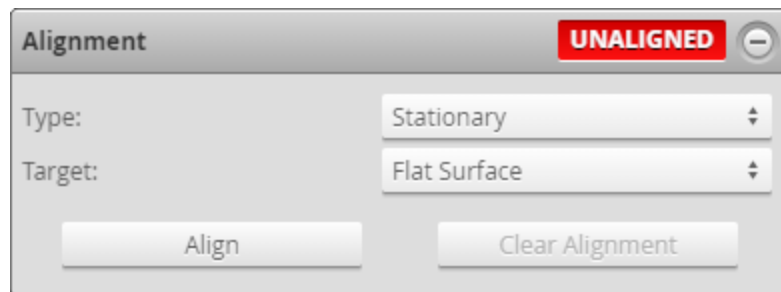 Alignment UNALIGNED
Type: Stationary
Target: Flat Surface
Align Clear Alignment